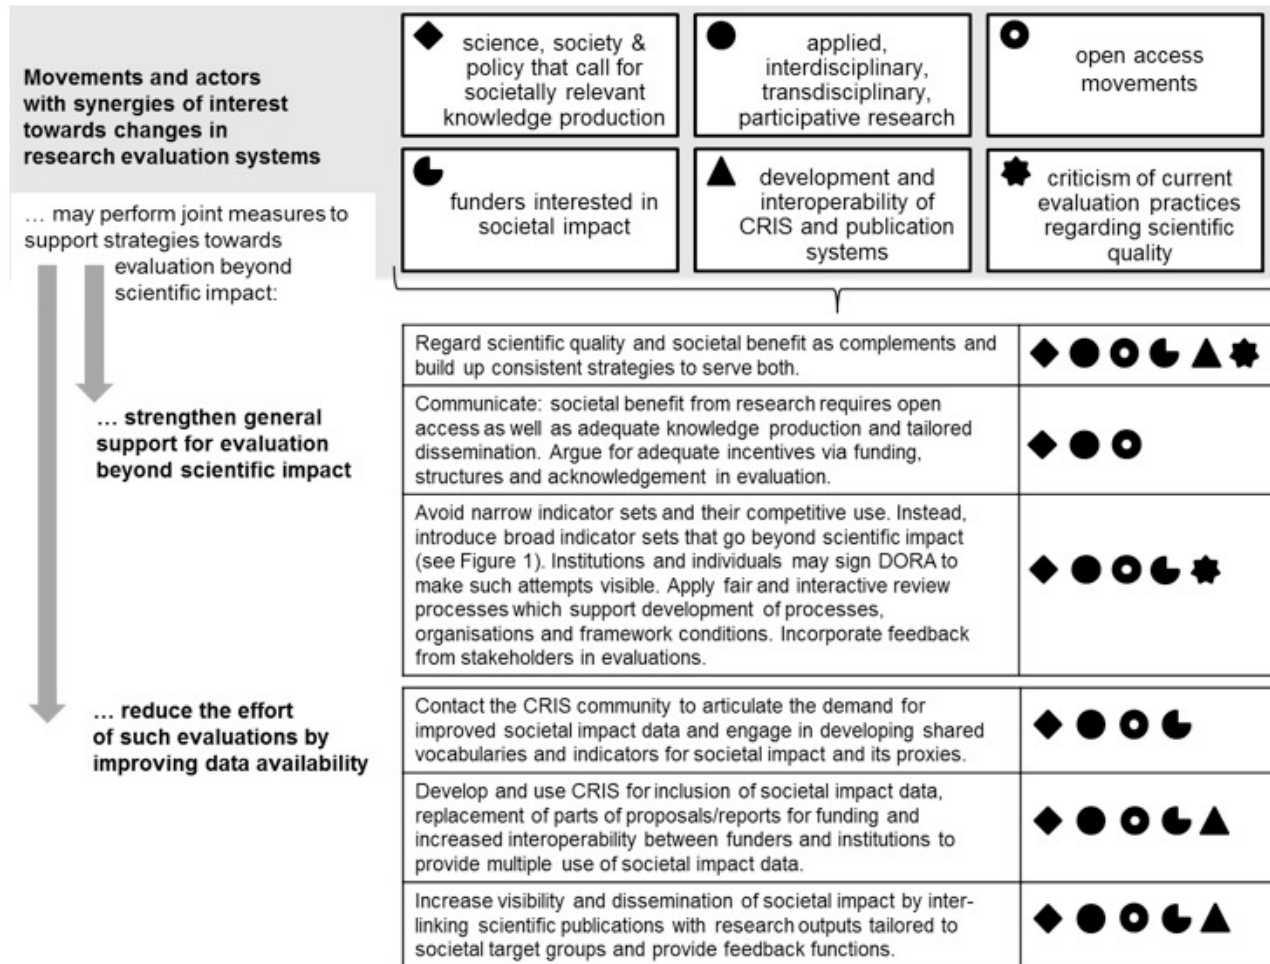 Movements and actors
with synergies of interest
towards changes in
research evaluation systems
science, society &
policy that call for
societally relevant
knowledge production
applied,
interdisciplinary,
transdisciplinary,
participative research
open access
movements
funders interested in
societal impact
development and
interoperability of
CRIS and publication
systems
criticism of current
evaluation practices
regarding scientific
quality
… may perform joint measures to
support strategies towards
evaluation beyond
scientific impact:
… strengthen general
support for evaluation
beyond scientific impact
Regard scientific quality and societal benefit as complements and
build up consistent strategies to serve both.
Communicate: societal benefit from research requires open
access as well as adequate knowledge production and tailored
dissemination. Argue for adequate incentives via funding,
structures and acknowledgement in evaluation.
Avoid narrow indicator sets and their competitive use. Instead,
introduce broad indicator sets that go beyond scientific impact
(see Figure 1). Institutions and individuals may sign DORA to
make such attempts visible. Apply fair and interactive review
processes which support development of processes,
organisations and framework conditions. Incorporate feedback
from stakeholders in evaluations.
… reduce the effort
of such evaluations by
improving data availability
Contact the CRIS community to articulate the demand for
improved societal impact data and engage in developing shared
vocabularies and indicators for societal impact and its proxies.
Develop and use CRIS for inclusion of societal impact data,
replacement of parts of proposals/reports for funding and
increased interoperability between funders and institutions to
provide multiple use of societal impact data.
Increase visibility and dissemination of societal impact by inter-
linking scientific publications with research outputs tailored to
societal target groups and provide feedback functions.